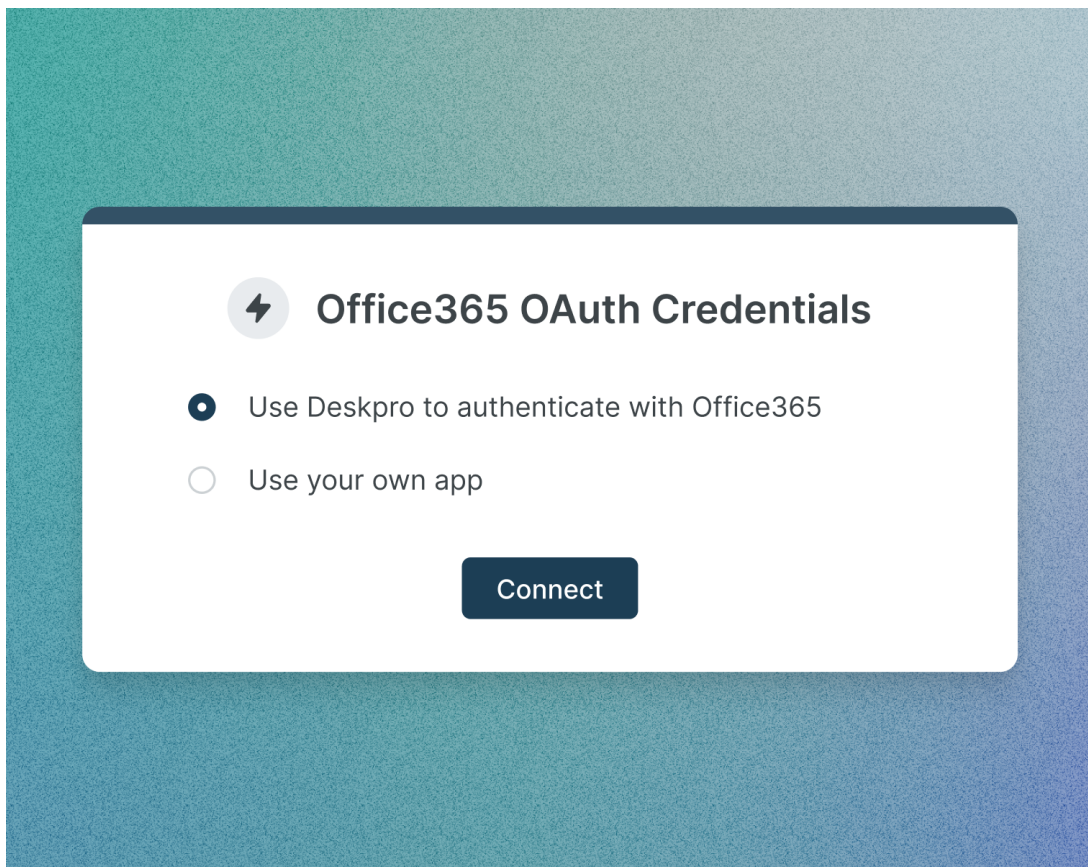 Office365 OAuth Credentials
Use Deskpro to authenticate with Office365
Use your own app
Connect